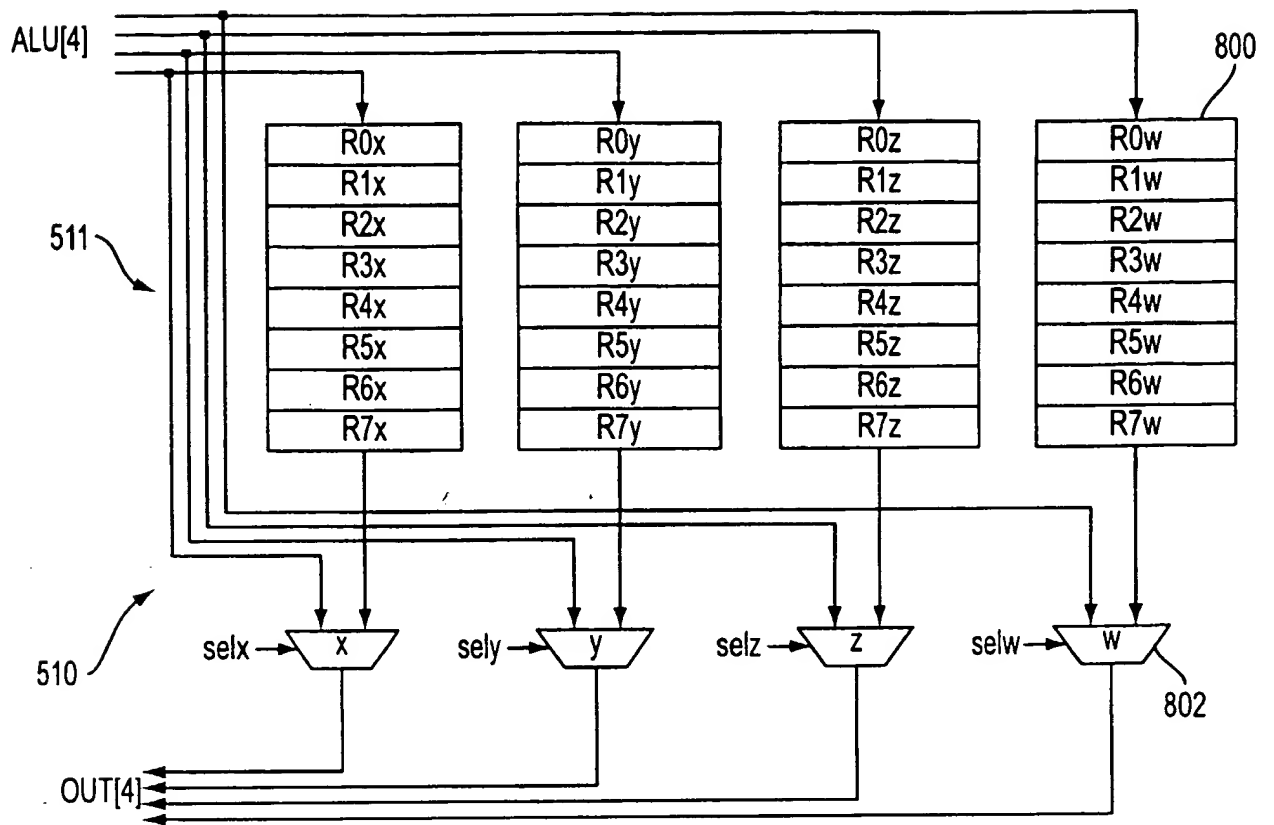 ALU[4]
800
R0x R0y R0z R0w
R1x R1y R1z R1w
R2x R2y R2z R2w
511
R3x R3y R3z R3w
R4x R4y R4z R4w
R5x R5y R5z R5w
R6x R6y R6z R6w
R7x R7y R7z R7w
selx x sely y selz z selw w
510
802
OUT[4]